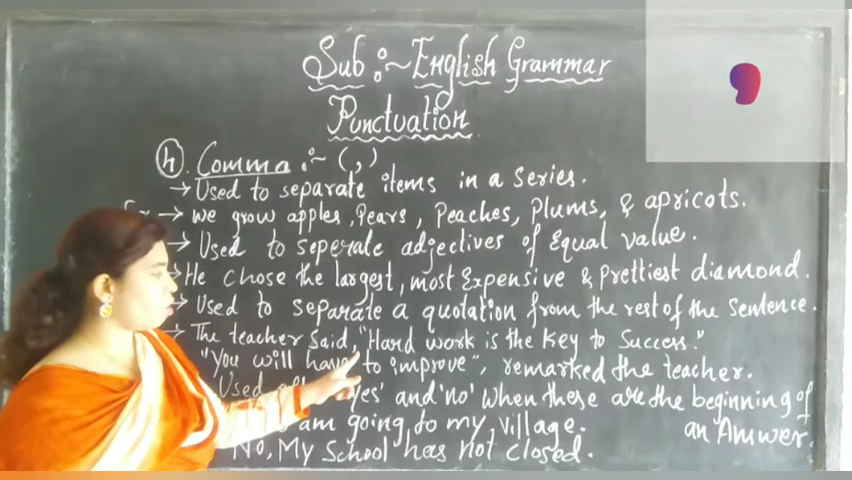 Sub:~ English Grammar
Punctuation
4. Comma:~ (,)
→ Used to separate items in a series.
Ex → we grow apples, Pears, Peaches, Plums, & apricots.
→ Used to seperate adjectives of Equal value.
→ He chose the largest, most Expensive & Prettiest diamond.
→ Used to separate a quotation from the rest of the Sentence.
→ The teacher Said, "Hard work is the Key to Success."
"You will have to improve", remarked the teacher.
Used yes' and 'no' when these are the beginning of
an Answer.
am going to my village.
No, My School has not closed.